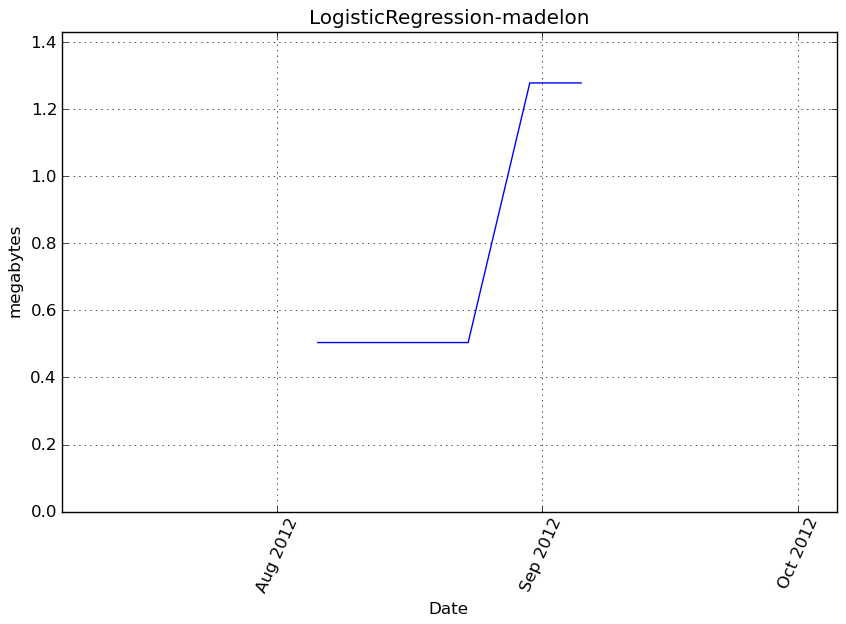 LogisticRegression-madelon
1.4
1.2
1.0
0.8
0.6
0.4
0.2
0.0
megabytes
Aug 2012
Sep 2012
Oct 2012
Date